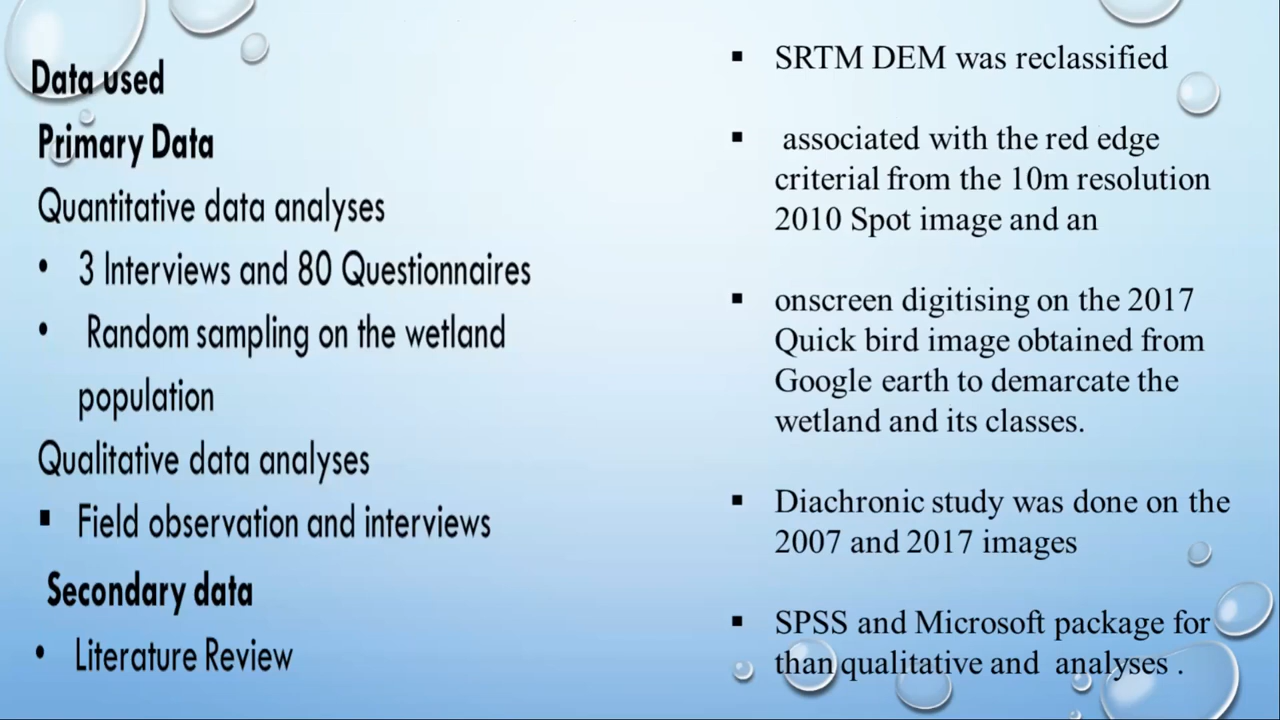 Data used
Primary Data
Quantitative data analyses
• 3 Interviews and 80 Questionnaires
• Random sampling on the wetland
population
Qualitative data analyses
▪ Field observation and interviews
Secondary data
• Literature Review
▪ SRTM DEM was reclassified
▪ associated with the red edge
criterial from the 10m resolution
2010 Spot image and an
▪ onscreen digitising on the 2017
Quick bird image obtained from
Google earth to demarcate the
wetland and its classes.
▪ Diachronic study was done on the
2007 and 2017 images
▪ SPSS and Microsoft package for
than qualitative and analyses .